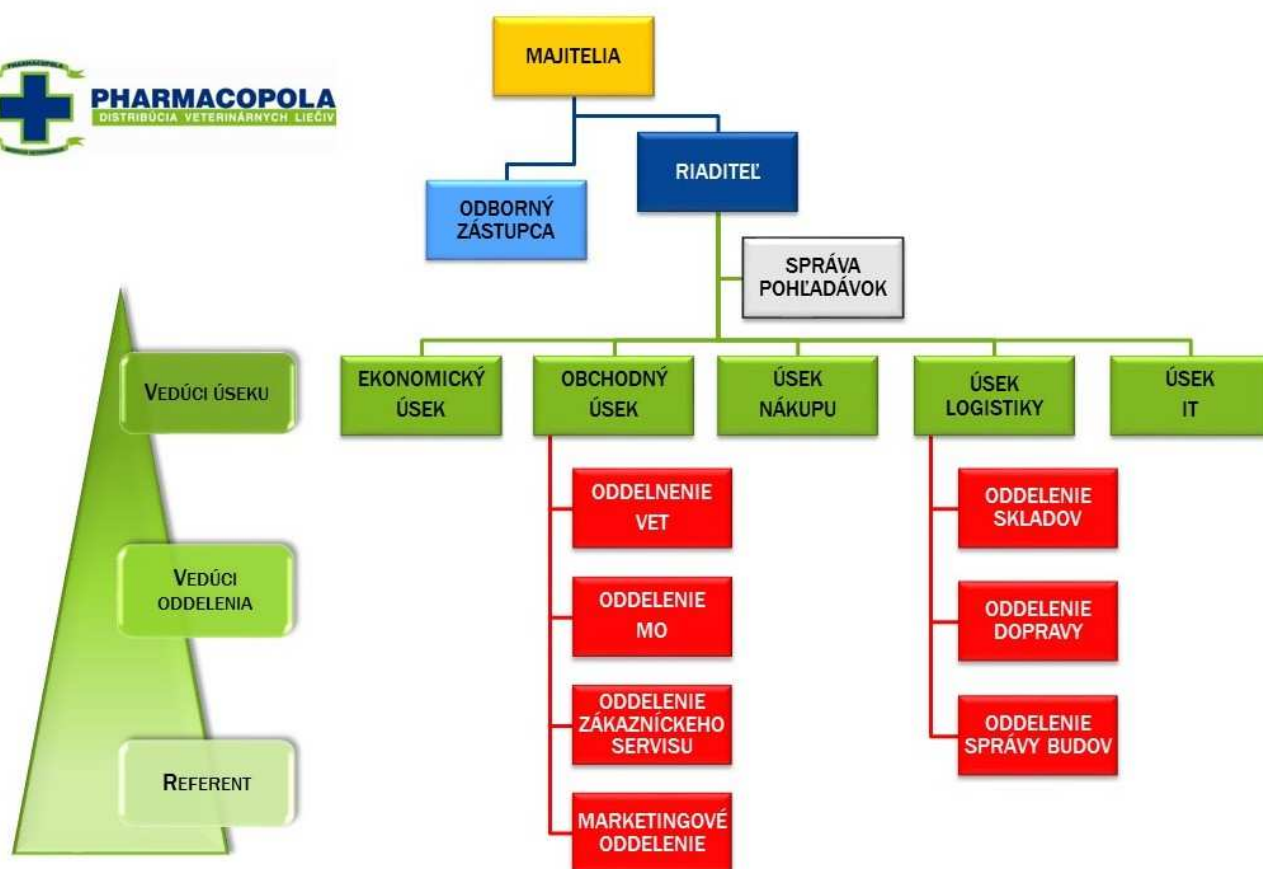 MAJITELIA
PHARMACOPOLA
DISTRIBÚCIA VETERINÁRNYCH LIEČIV
RIADITEĽ
ODBORNÝ
ZÁSTUPCA
SPRÁVA
POHĽADÁVOK
VEDÚCI ÚSEKU
EKONOMICKÝ
ÚSEK
OBCHODNÝ
ÚSEK
ÚSEK
NÁKUPU
ÚSEK
LOGISTIKY
ÚSEK
IT
ODDELNENIE
VET
ODDELENIE
SKLADOV
VEDÚCI
ODDELENIA
ODDELENIE
MO
ODDELENIE
DOPRAVY
ODDELENIE
ZÁKAZNÍCKEHO
SERVISU
ODDELENIE
SPRÁVY BUDOV
REFERENT
MARKETINGOVÉ
ODDELENIE